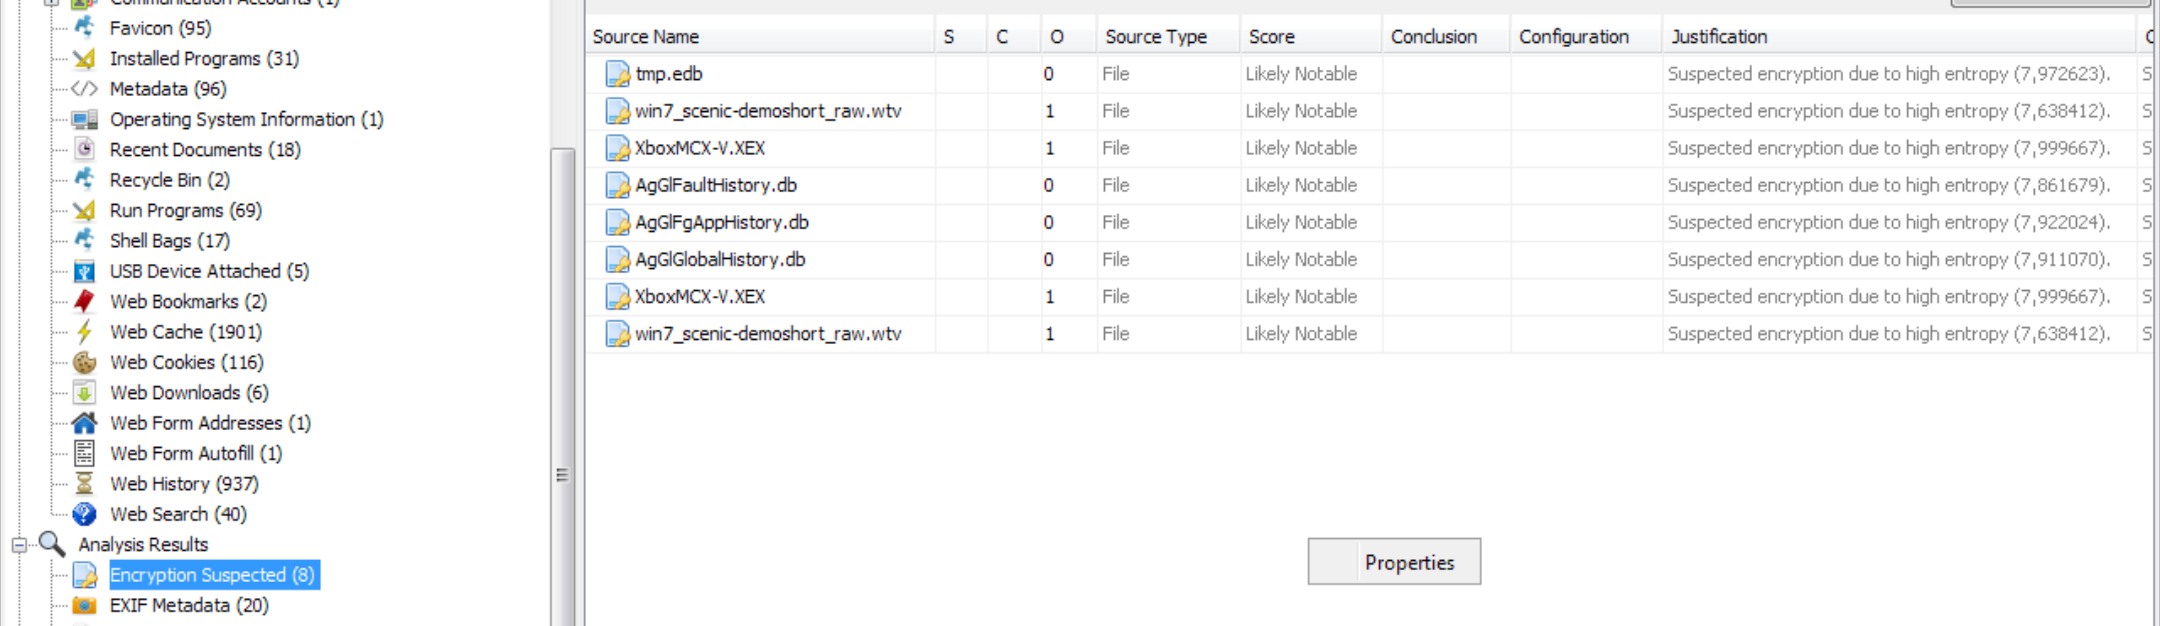 Communication Accounts (1)
Favicon (95)
Installed Programs (31)
Metadata (96)
Operating System Information (1)
Recent Documents (18)
Recycle Bin (2)
Run Programs (69)
Shell Bags (17)
USB Device Attached (5)
Web Bookmarks (2)
Web Cache (1901)
Web Cookies (116)
Web Downloads (6)
Web Form Addresses (1)
Web Form Autofill (1)
Web History (937)
Web Search (40)
Analysis Results
Encryption Suspected (8)
EXIF Metadata (20)
Source Name S C O Source Type Score Conclusion Configuration Justification C
tmp.edb 0 File Likely Notable Suspected encryption due to high entropy (7,972623). S
win7_scenic-demoshort_raw.wtv 1 File Likely Notable Suspected encryption due to high entropy (7,638412). S
XboxMCX-V.XEX 1 File Likely Notable Suspected encryption due to high entropy (7,999667). S
AgGlFaultHistory.db 0 File Likely Notable Suspected encryption due to high entropy (7,861679). S
AgGlFgAppHistory.db 0 File Likely Notable Suspected encryption due to high entropy (7,922024). S
AgGlGlobalHistory.db 0 File Likely Notable Suspected encryption due to high entropy (7,911070). S
XboxMCX-V.XEX 1 File Likely Notable Suspected encryption due to high entropy (7,999667). S
win7_scenic-demoshort_raw.wtv 1 File Likely Notable Suspected encryption due to high entropy (7,638412). S
Properties